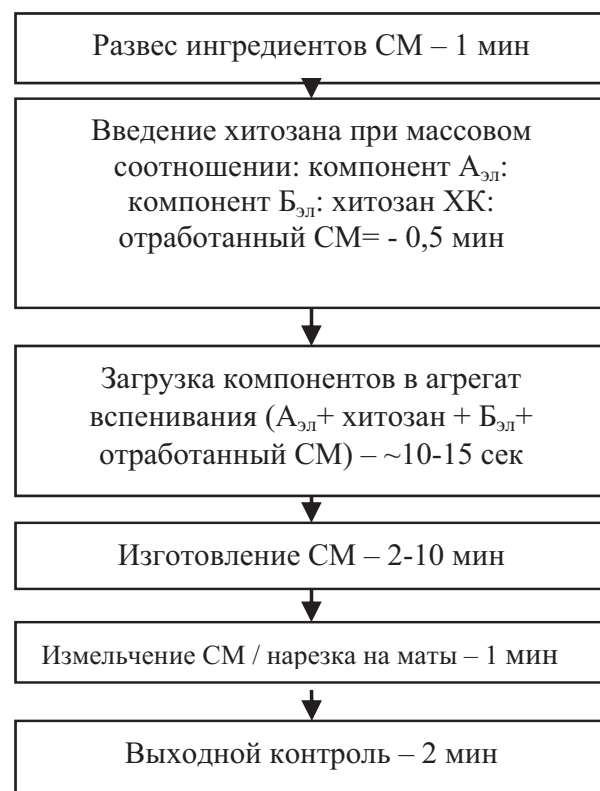 Развес ингредиентов СМ – 1 мин
Введение хитозана при массовом
соотношении: компонент Аэл:
компонент Бэл: хитозан ХК:
отработанный СМ= - 0,5 мин
Загрузка компонентов в агрегат
вспенивания (Аэл+ хитозан + Бэл+
отработанный СМ) – ~10-15 сек
Изготовление СМ – 2-10 мин
Измельчение СМ / нарезка на маты – 1 мин
Выходной контроль – 2 мин